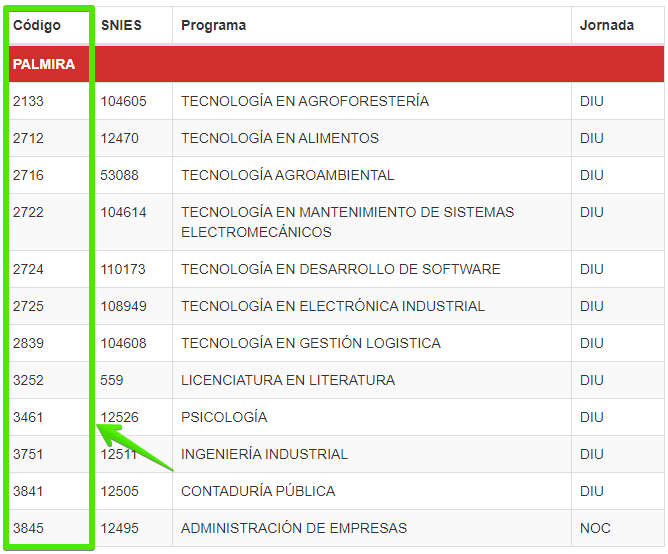 Código SNIES Programa Jornada
PALMIRA
2133 104605 TECNOLOGÍA EN AGROFORESTERÍA DIU
2712 12470 TECNOLOGÍA EN ALIMENTOS DIU
2716 53088 TECNOLOGÍA AGROAMBIENTAL DIU
2722 104614 TECNOLOGÍA EN MANTENIMIENTO DE SISTEMAS DIU
ELECTROMECÁNICOS
2724 110173 TECNOLOGÍA EN DESARROLLO DE SOFTWARE DIU
2725 108949 TECNOLOGÍA EN ELECTRÓNICA INDUSTRIAL DIU
2839 104608 TECNOLOGÍA EN GESTIÓN LOGISTICA DIU
3252 559 LICENCIATURA EN LITERATURA DIU
3461 12526 PSICOLOGÍA DIU
3751 12511 INGENIERÍA INDUSTRIAL DIU
3841 12505 CONTADURÍA PÚBLICA DIU
3845 12495 ADMINISTRACIÓN DE EMPRESAS NOC